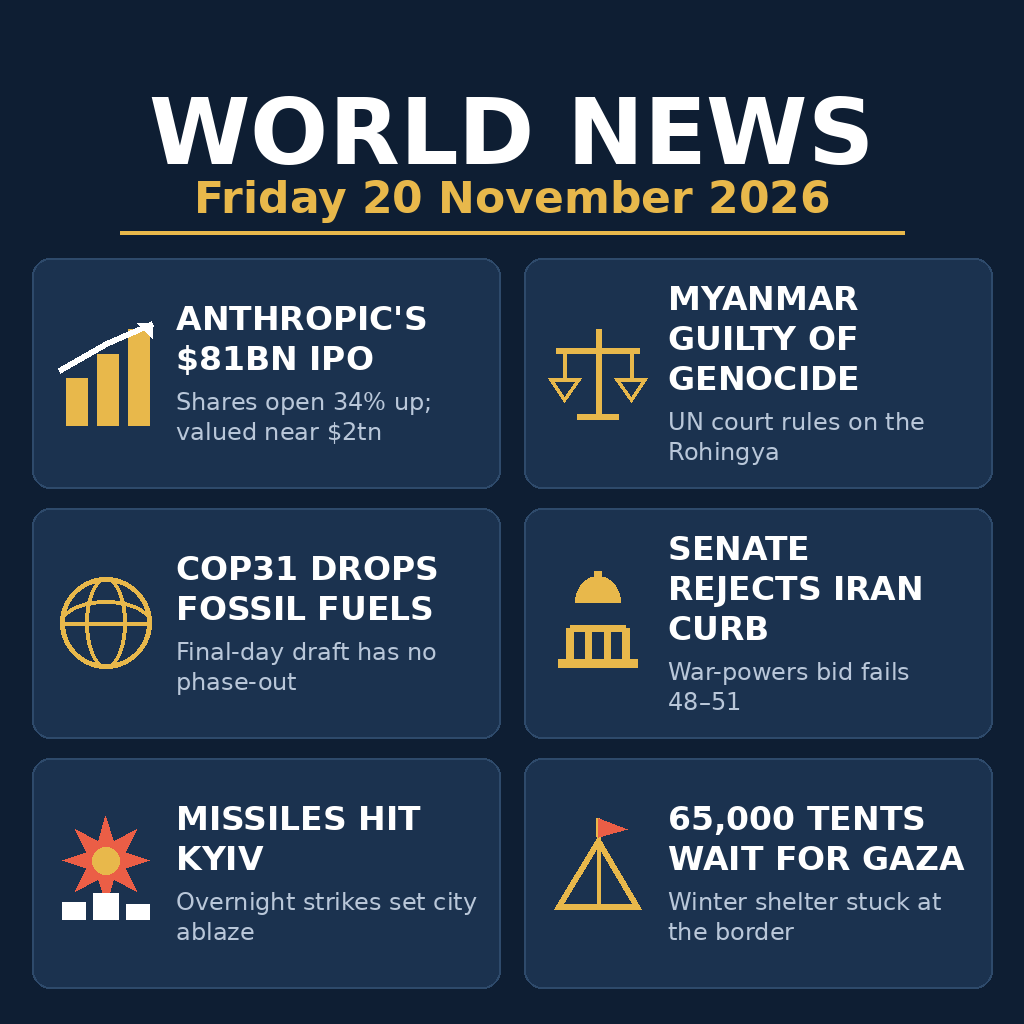 WORLD NEWS
Friday 20 November 2026
ANTHROPIC'S
$81BN IPO
Shares open 34% up;
valued near $2tn
MYANMAR
GUILTY OF
GENOCIDE
UN court rules on the
Rohingya
COP31 DROPS
FOSSIL FUELS
Final-day draft has no
phase-out
SENATE
REJECTS IRAN
CURB
War-powers bid fails
48–51
MISSILES HIT
KYIV
Overnight strikes set city
ablaze
65,000 TENTS
WAIT FOR GAZA
Winter shelter stuck at
the border